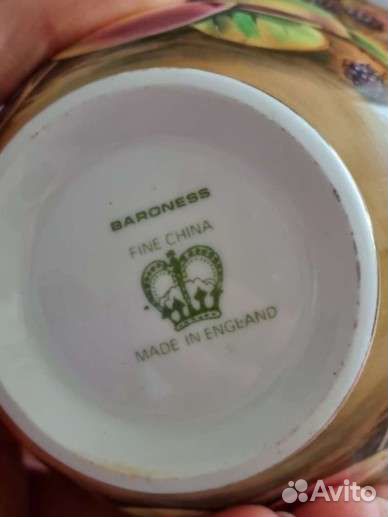 BARONESS
FINE CHINA
MADE IN ENGLAND
Avito